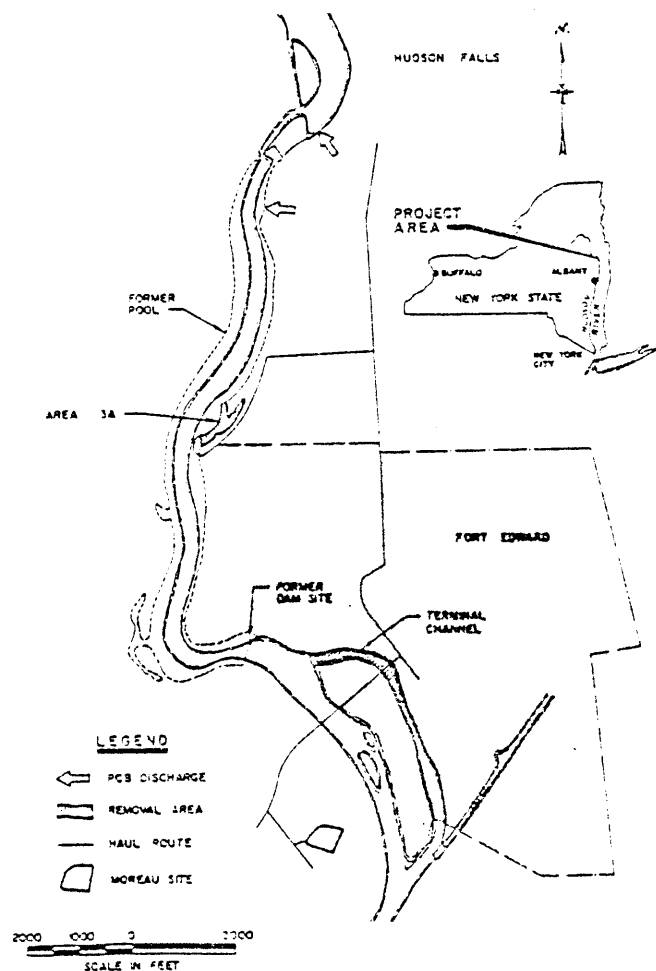 N
HUDSON FALLS
PROJECT
AREA
BUFFALO
ALBANY
NEW YORK STATE
HUDSON
RIVER
NEW YORK
CITY
FORMER
POOL
AREA 3A
FORT EDWARD
FORMER
DAM SITE
TERMINAL
CHANNEL
LEGEND
PCB DISCHARGE
REMOVAL AREA
HAUL ROUTE
MOREAU SITE
2000 1000 0 2000
SCALE IN FEET